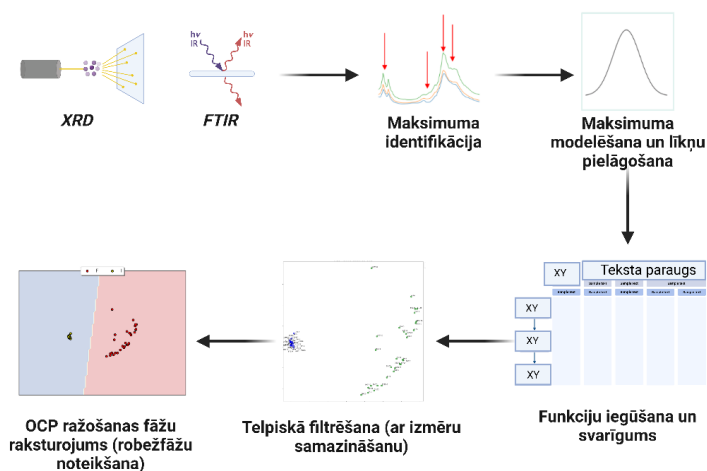 hv
IR
hv
IR
XRD
FTIR
Maksimuma
identifikācija
Maksimuma
modelēšana un līkņu
pielāgošana
XY
Teksta paraugs
XY
XY
XY
Funkciju iegūšana un
svarīgums
Telpiskā filtrēšana (ar izmēru
samazināšanu)
OCP ražošanas fāžu
raksturojums (robežfāžu
noteikšana)